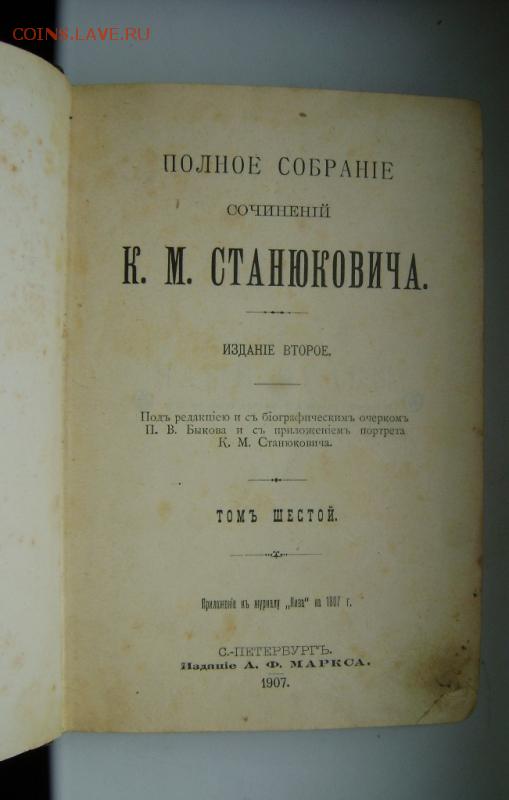 COINS.LAVE.RU
ПОЛНОЕ СОБРАНІЕ
СОЧИНЕНІЙ
К. М. СТАНЮКОВИЧА.
ИЗДАНІЕ ВТОРОЕ.
Подъ редакціею и съ біографическимъ очеркомъ
П. В. Быкова и съ приложеніемъ портрета
К. М. Станюковича.
ТОМЪ ШЕСТОЙ.
Приложеніе къ журналу „Нива“ на 1907 г.
С.-ПЕТЕРБУРГЪ.
Изданіе А. Ф. МАРКСА.
1907.